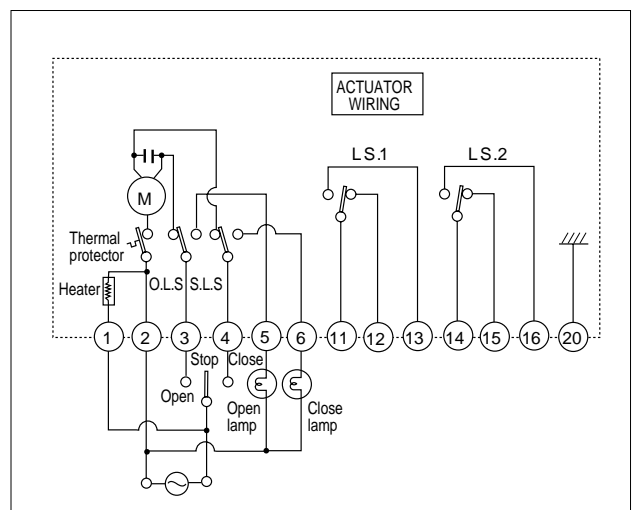 ACTUATOR
WIRING
LS.1
LS.2
M
Thermal
protector
O.L.S S.L.S
Heater
1 2 3 4 5 6 11 12 13 14 15 16 20
Stop Close
Open
Open
lamp
Close
lamp